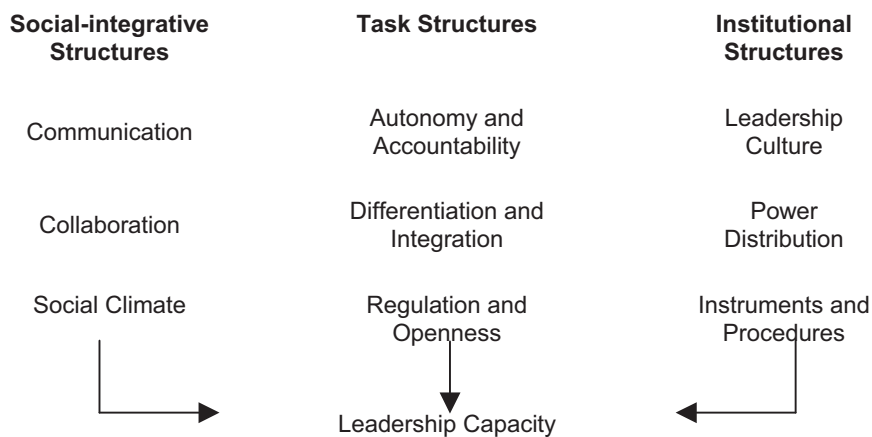 Social-integrative
Structures
Task Structures
Institutional
Structures
Communication
Autonomy and
Accountability
Leadership
Culture
Collaboration
Differentiation and
Integration
Power
Distribution
Social Climate
Regulation and
Openness
Instruments and
Procedures
Leadership Capacity